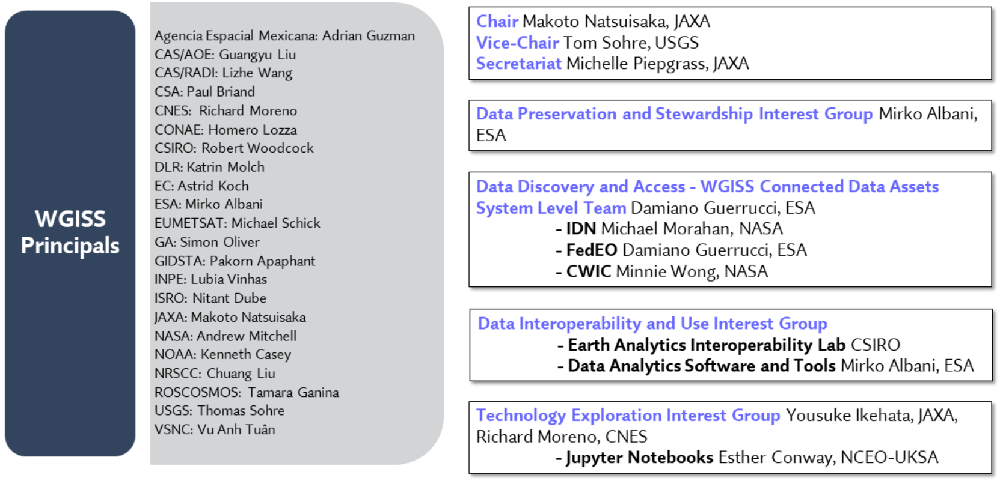 WGISS
Principals
Agencia Espacial Mexicana: Adrian Guzman
CAS/AOE: Guangyu Liu
CAS/RADI: Lizhe Wang
CSA: Paul Briand
CNES: Richard Moreno
CONAE: Homero Lozza
CSIRO: Robert Woodcock
DLR: Katrin Molch
EC: Astrid Koch
ESA: Mirko Albani
EUMETSAT: Michael Schick
GA: Simon Oliver
GIDSTA: Pakorn Apaphant
INPE: Lubia Vinhas
ISRO: Nitant Dube
JAXA: Makoto Natsuisaka
NASA: Andrew Mitchell
NOAA: Kenneth Casey
NRSCC: Chuang Liu
ROSCOSMOS: Tamara Ganina
USGS: Thomas Sohre
VSNC: Vu Anh Tuân
Chair Makoto Natsuisaka, JAXA
Vice-Chair Tom Sohre, USGS
Secretariat Michelle Piepgrass, JAXA
Data Preservation and Stewardship Interest Group Mirko Albani,
ESA
Data Discovery and Access - WGISS Connected Data Assets
System Level Team Damiano Guerrucci, ESA
- IDN Michael Morahan, NASA
- FedEO Damiano Guerrucci, ESA
- CWIC Minnie Wong, NASA
Data Interoperability and Use Interest Group
- Earth Analytics Interoperability Lab CSIRO
- Data Analytics Software and Tools Mirko Albani, ESA
Technology Exploration Interest Group Yousuke Ikehata, JAXA,
Richard Moreno, CNES
- Jupyter Notebooks Esther Conway, NCEO-UKSA